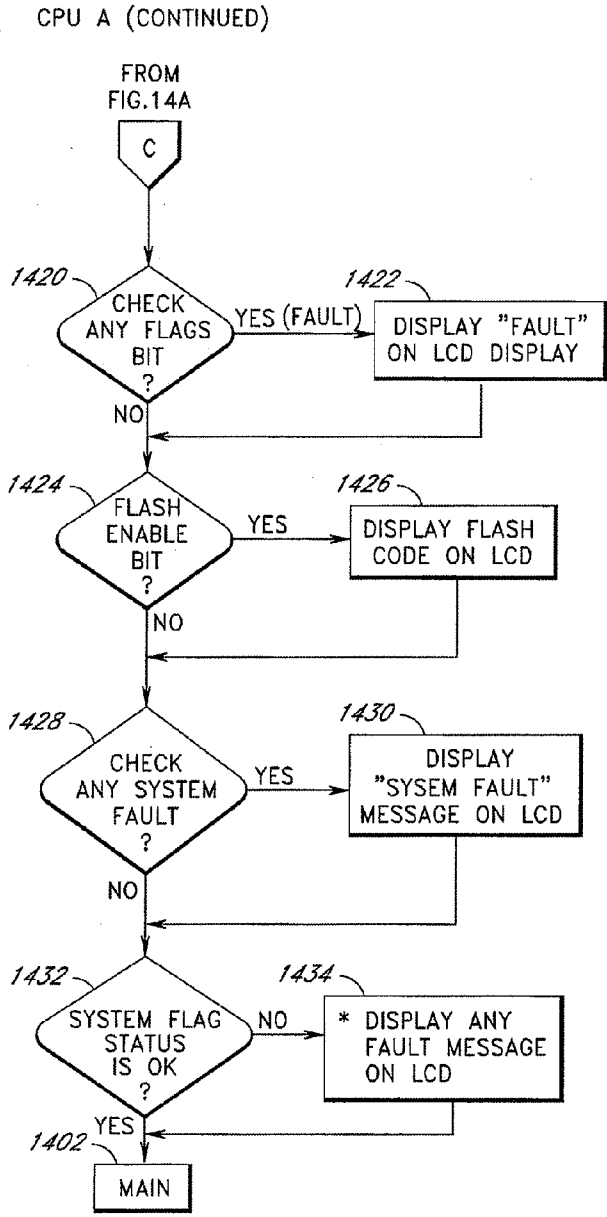 CPU A (CONTINUED)
FROM
FIG.14A
C
1420
CHECK
ANY FLAGS
BIT
?
YES (FAULT)
1422
DISPLAY "FAULT"
ON LCD DISPLAY
NO
1424
FLASH
ENABLE
BIT
?
YES
1426
DISPLAY FLASH
CODE ON LCD
NO
1428
CHECK
ANY SYSTEM
FAULT
?
YES
1430
DISPLAY
"SYSEM FAULT"
MESSAGE ON LCD
NO
1432
SYSTEM FLAG
STATUS
IS OK
?
NO
1434
* DISPLAY ANY
FAULT MESSAGE
ON LCD
YES
1402
MAIN